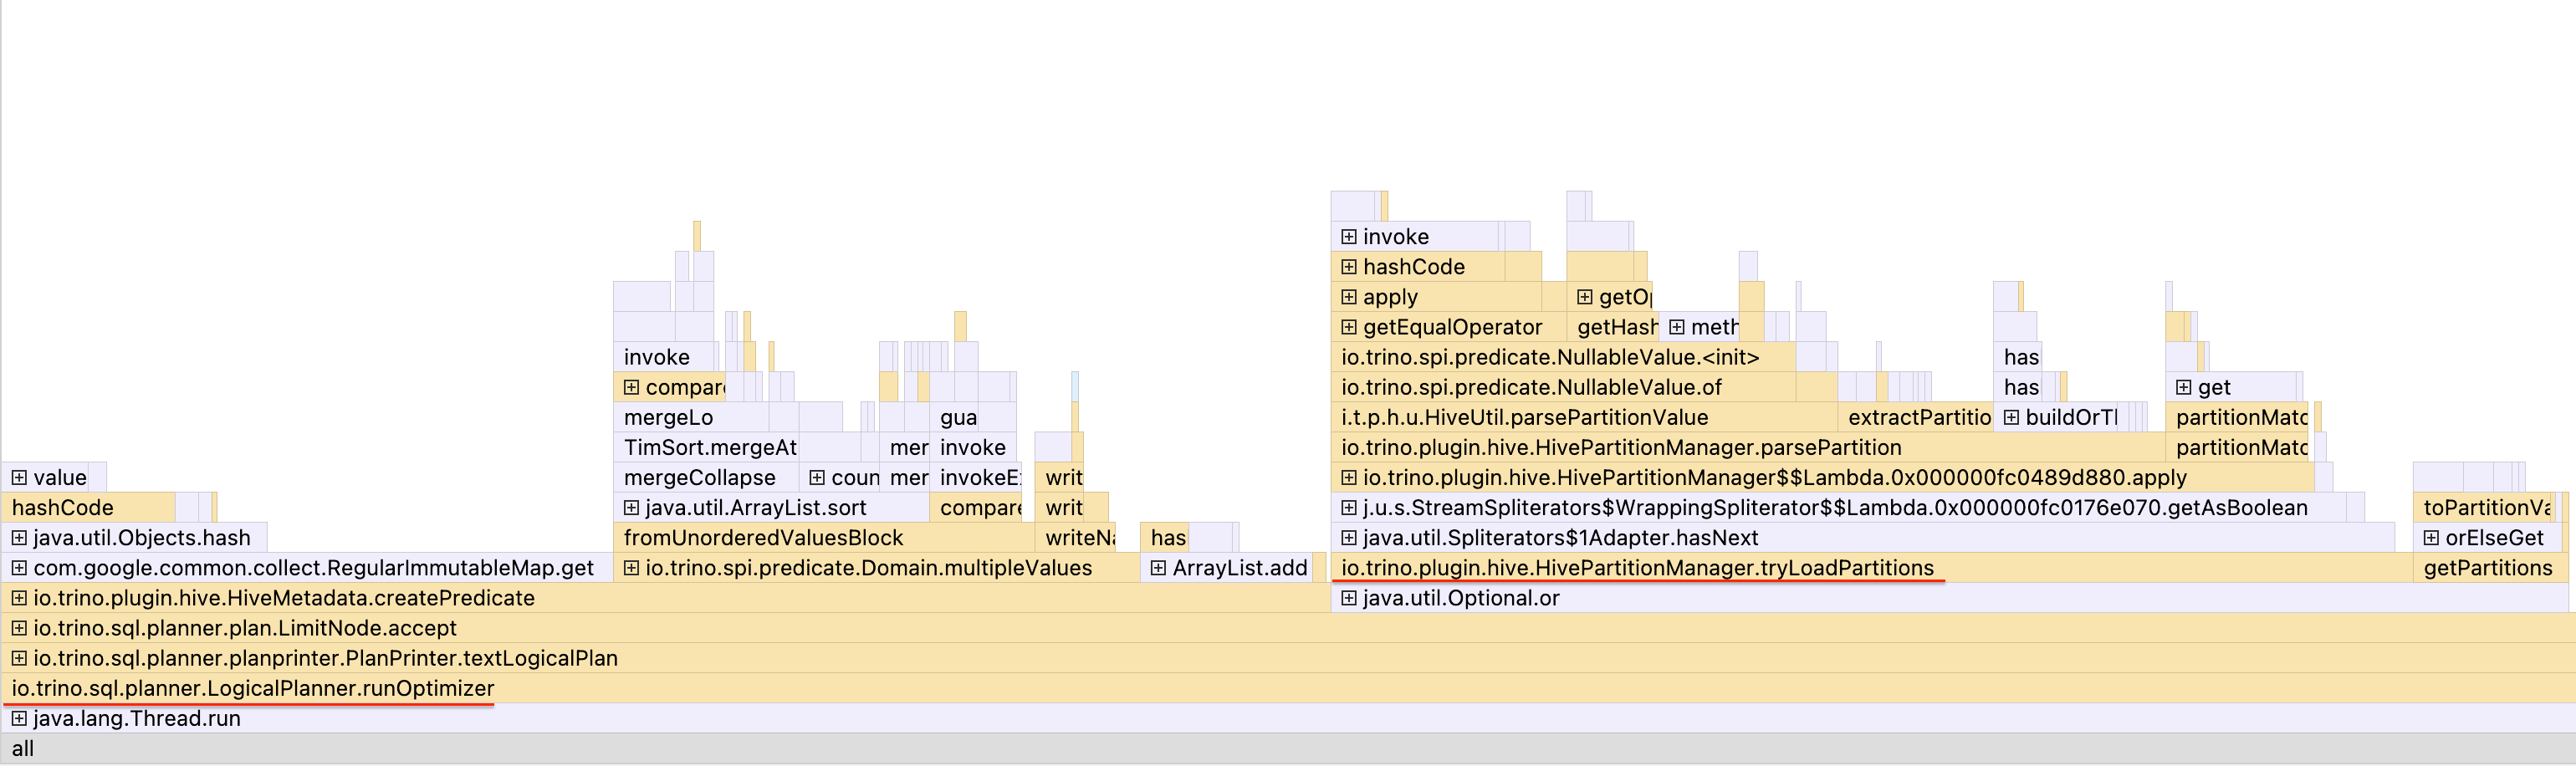 invoke
hashCode
apply
getEqualOperator getHash meth
invoke io.trino.spi.predicate.NullableValue.<init> has
compare io.trino.spi.predicate.NullableValue.of has get
mergeLo gua i.t.p.h.u.HiveUtil.parsePartitionValue extractPartitio buildOrTl partitionMatc
TimSort.mergeAt mer invoke io.trino.plugin.hive.HivePartitionManager.parsePartition partitionMatc
value mergeCollapse coun mer invokeE writ io.trino.plugin.hive.HivePartitionManager$$Lambda.0x000000fc0489d880.apply
hashCode java.util.ArrayList.sort compare writ j.u.s.StreamSpliterators$WrappingSpliterator$$Lambda.0x000000fc0176e070.getAsBoolean toPartitionVa
java.util.Objects.hash fromUnorderedValuesBlock writeNa has java.util.Spliterators$1Adapter.hasNext orElseGet
com.google.common.collect.RegularImmutableMap.get io.trino.spi.predicate.Domain.multipleValues ArrayList.add io.trino.plugin.hive.HivePartitionManager.tryLoadPartitions getPartitions
io.trino.plugin.hive.HiveMetadata.createPredicate java.util.Optional.or
io.trino.sql.planner.plan.LimitNode.accept
io.trino.sql.planner.planprinter.PlanPrinter.textLogicalPlan
io.trino.sql.planner.LogicalPlanner.runOptimizer
java.lang.Thread.run
all